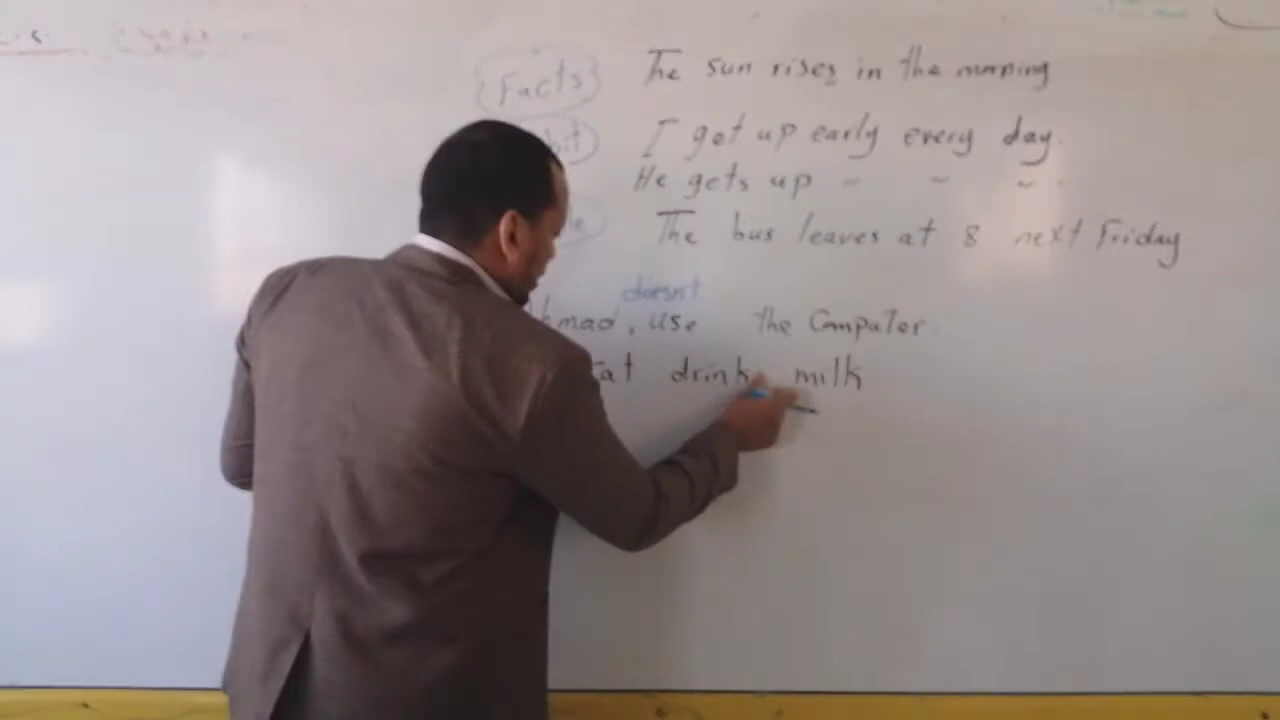 Facts The sun rises in the morning
I get up early every day.
He gets up - ~ ~
The bus leaves at 8 next Friday
doesn't
use the Computer
drink milk